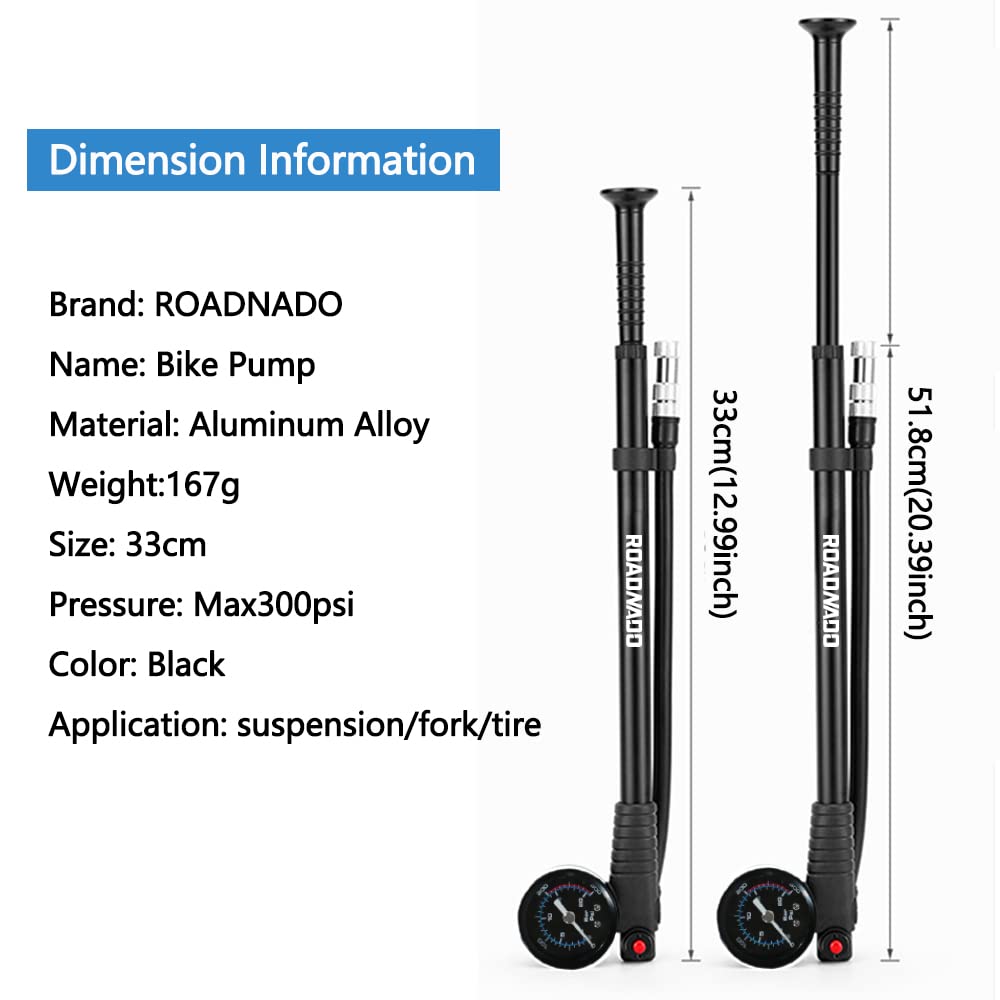 Dimension Information
Brand: ROADNADO
Name: Bike Pump
Material: Aluminum Alloy
Weight:167g
Size: 33cm
Pressure: Max300psi
Color: Black
Application: suspension/fork/tire
33cm(12.99inch)
51.8cm(20.39inch)
ROADNADO
ROADNADO